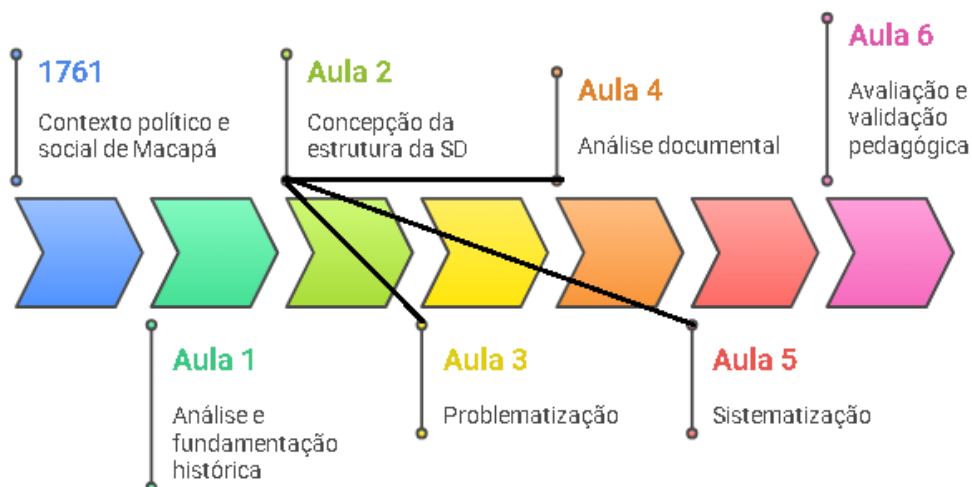 1761
Contexto político e
social de Macapá
Aula 1
Análise e
fundamentação
histórica
Aula 2
Concepção da
estrutura da SD
Aula 3
Problematização
Aula 4
Análise documental
Aula 5
Sistematização
Aula 6
Avaliação e
validação
pedagógica